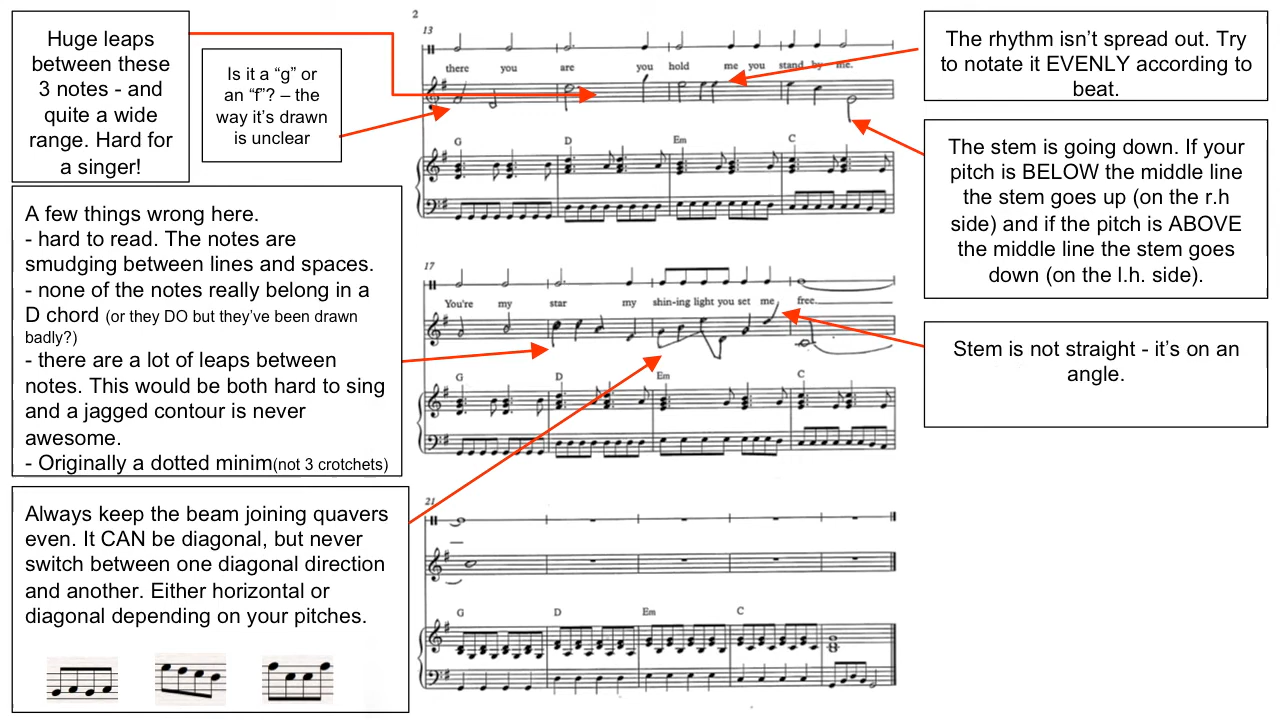 Huge leaps
between these
3 notes - and
quite a wide
range. Hard for
a singer!
Is it a “g” or
an “f”? – the
way it’s drawn
is unclear
A few things wrong here.
- hard to read. The notes are
smudging between lines and spaces.
- none of the notes really belong in a
D chord (or they DO but they’ve been drawn
badly?)
- there are a lot of leaps between
notes. This would be both hard to sing
and a jagged contour is never
awesome.
- Originally a dotted minim(not 3 crotchets)
Always keep the beam joining quavers
even. It CAN be diagonal, but never
switch between one diagonal direction
and another. Either horizontal or
diagonal depending on your pitches.
2
13
there you are you hold me you stand by me.
G D Em C
17
You're my star my shin-ing light you set me free.
G D Em C
21
G D Em C
The rhythm isn’t spread out. Try
to notate it EVENLY according to
beat.
The stem is going down. If your
pitch is BELOW the middle line
the stem goes up (on the r.h
side) and if the pitch is ABOVE
the middle line the stem goes
down (on the l.h. side).
Stem is not straight - it’s on an
angle.